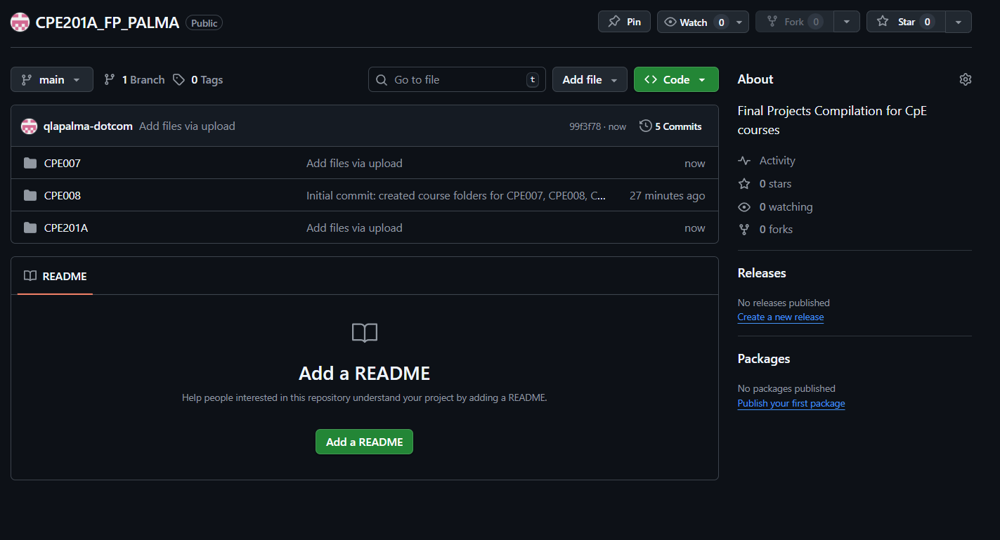 CPE201A_FP_PALMA Public Pin Watch 0 Fork 0 Star 0
main 1 Branch 0 Tags Go to file t Add file Code
qlapalma-dotcom Add files via upload 99f3f78 · now 5 Commits
CPE007 Add files via upload now
CPE008 Initial commit: created course folders for CPE007, CPE008, C... 27 minutes ago
CPE201A Add files via upload now
README
Add a README
Help people interested in this repository understand your project by adding a README.
Add a README
About
Final Projects Compilation for CpE
courses
Activity
0 stars
0 watching
0 forks
Releases
No releases published
Create a new release
Packages
No packages published
Publish your first package